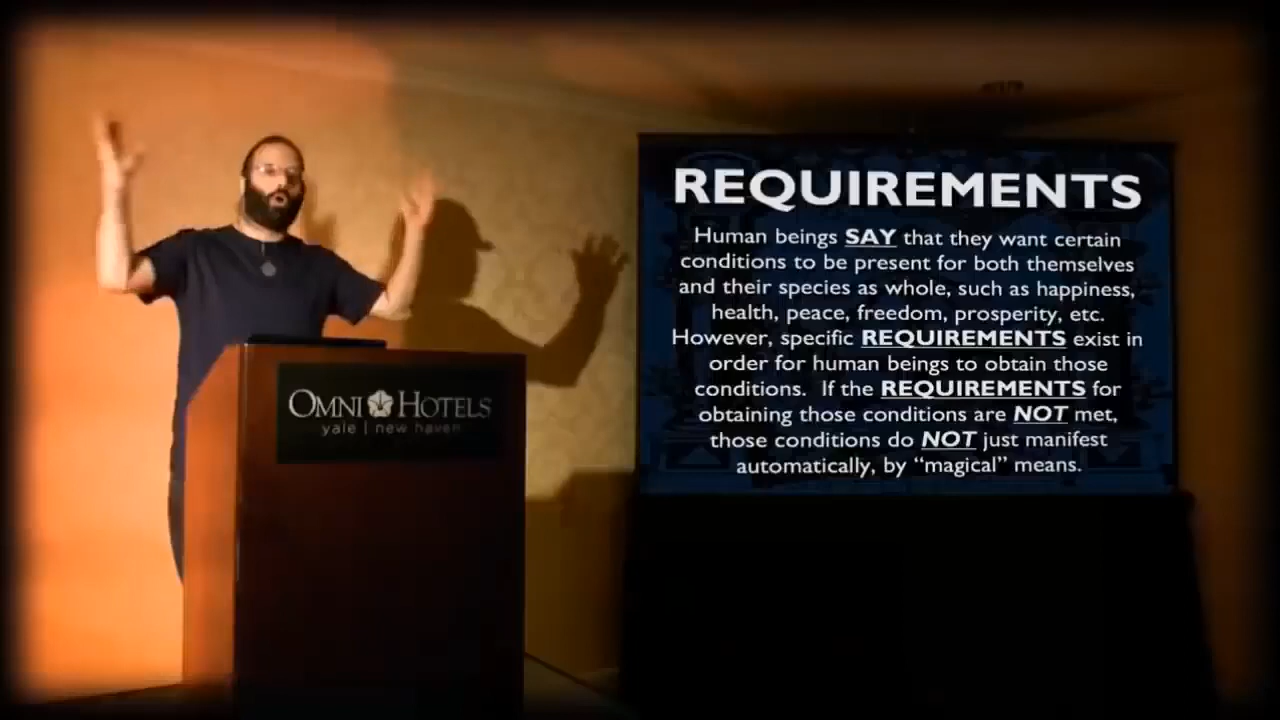 OMNI HOTELS
yale | new haven
REQUIREMENTS
Human beings SAY that they want certain
conditions to be present for both themselves
and their species as whole, such as happiness,
health, peace, freedom, prosperity, etc.
However, specific REQUIREMENTS exist in
order for human beings to obtain those
conditions. If the REQUIREMENTS for
obtaining those conditions are NOT met,
those conditions do NOT just manifest
automatically, by “magical” means.